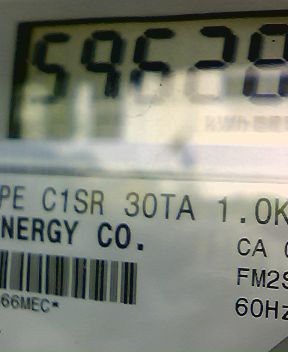 59628
PE C1SR 30TA 1.0K
NERGY CO.
CA
FM2S
66MEC*
60Hz